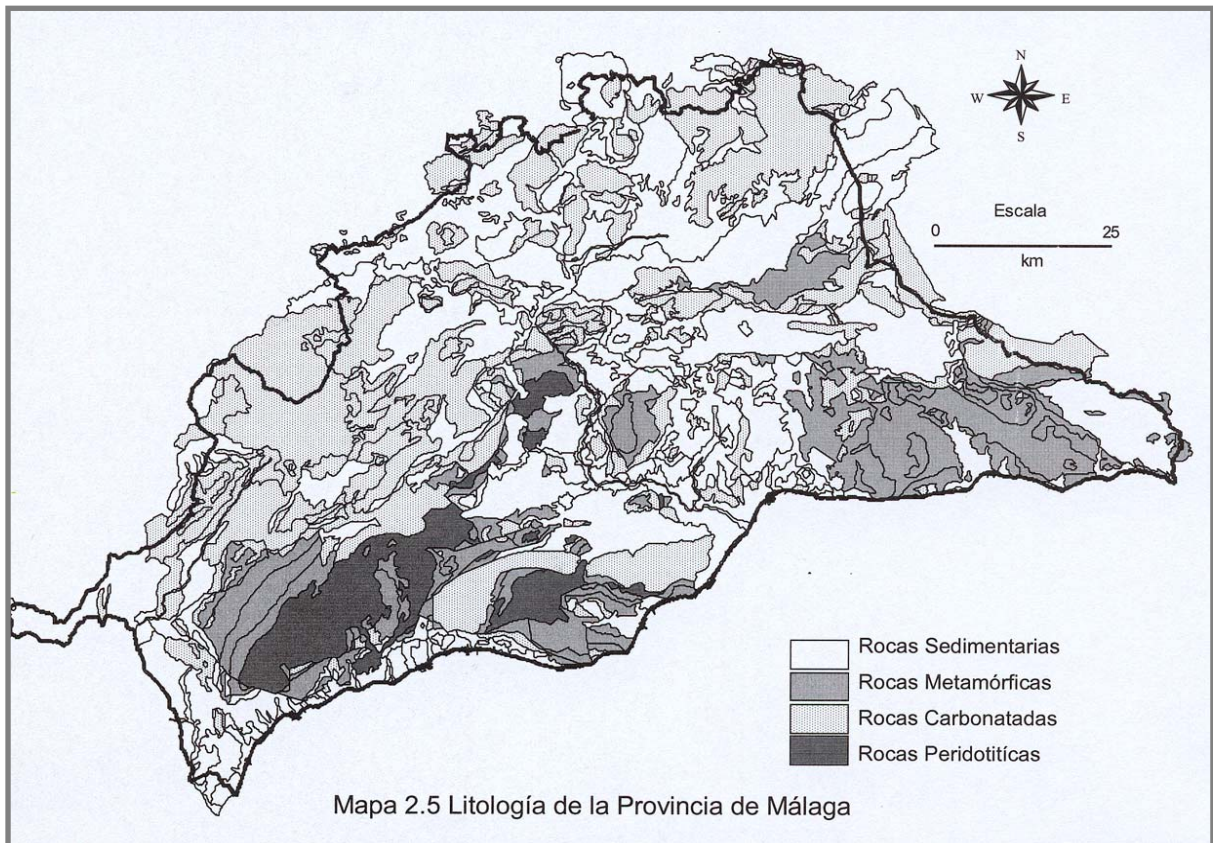 N
W E
S
Escala
0 25
km
Rocas Sedimentarias
Rocas Metamórficas
Rocas Carbonatadas
Rocas Peridotitícas
Mapa 2.5 Litología de la Provincia de Málaga